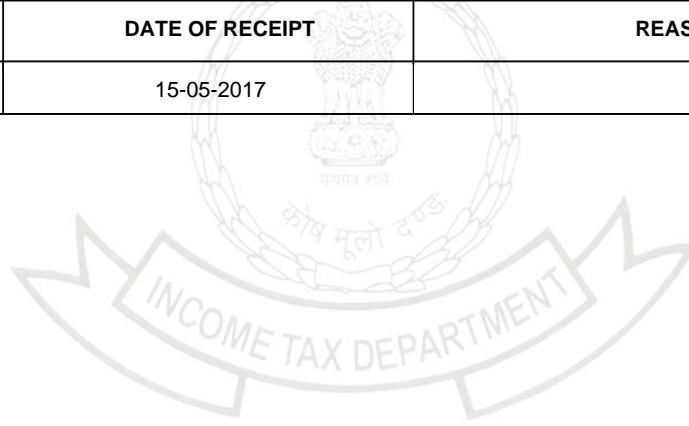 DATE OF RECEIPT REAS
15-05-2017
सत्यमेव जयते
कोष मूलो दण्डः
INCOME TAX DEPARTMENT